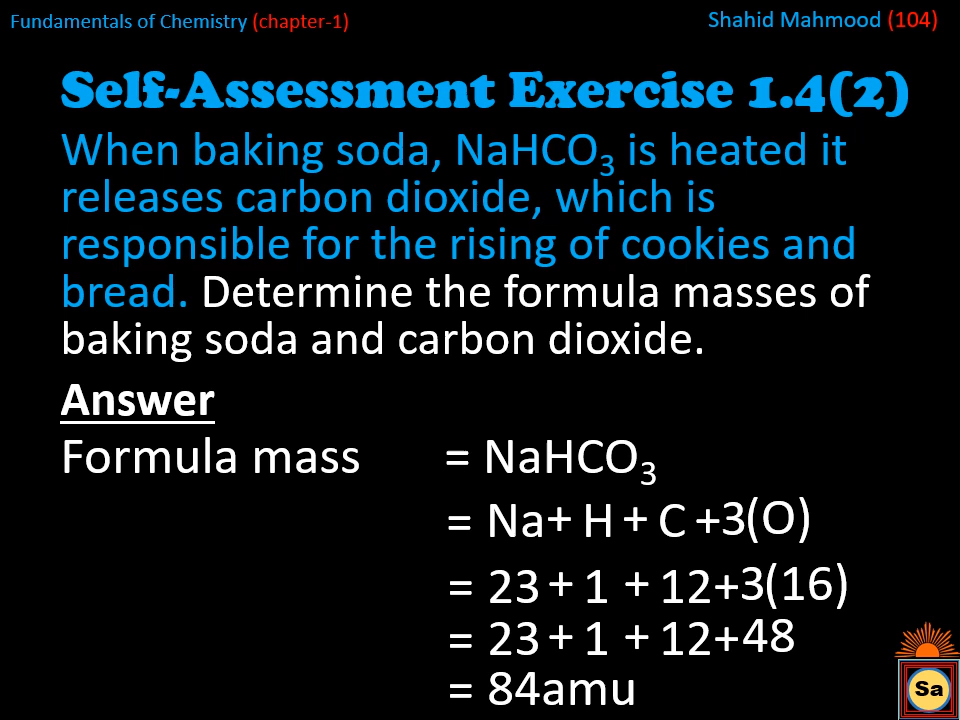 Fundamentals of Chemistry (chapter-1)
Shahid Mahmood (104)
Self-Assessment Exercise 1.4(2)
When baking soda, NaHCO₃ is heated it
releases carbon dioxide, which is
responsible for the rising of cookies and
bread. Determine the formula masses of
baking soda and carbon dioxide.
Answer
Formula mass = NaHCO₃
= Na+ H + C +3(O)
= 23 + 1 + 12+3(16)
= 23 + 1 + 12+48
= 84amu
Sa